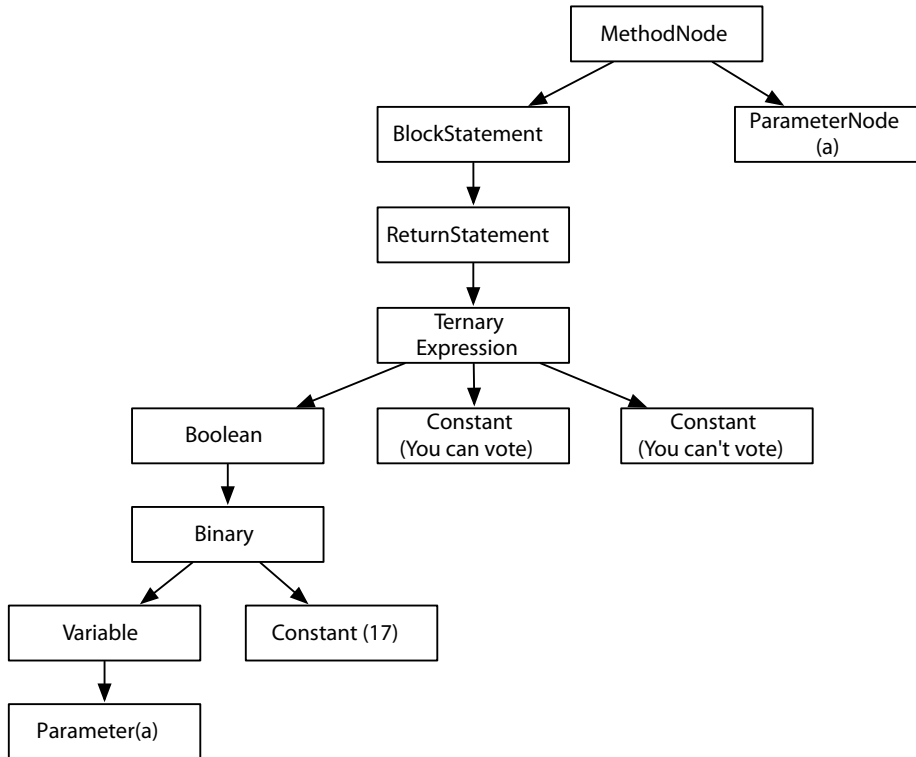 MethodNode
BlockStatement
ParameterNode
(a)
ReturnStatement
Ternary
Expression
Boolean
Constant
(You can vote)
Constant
(You can't vote)
Binary
Variable
Constant (17)
Parameter(a)